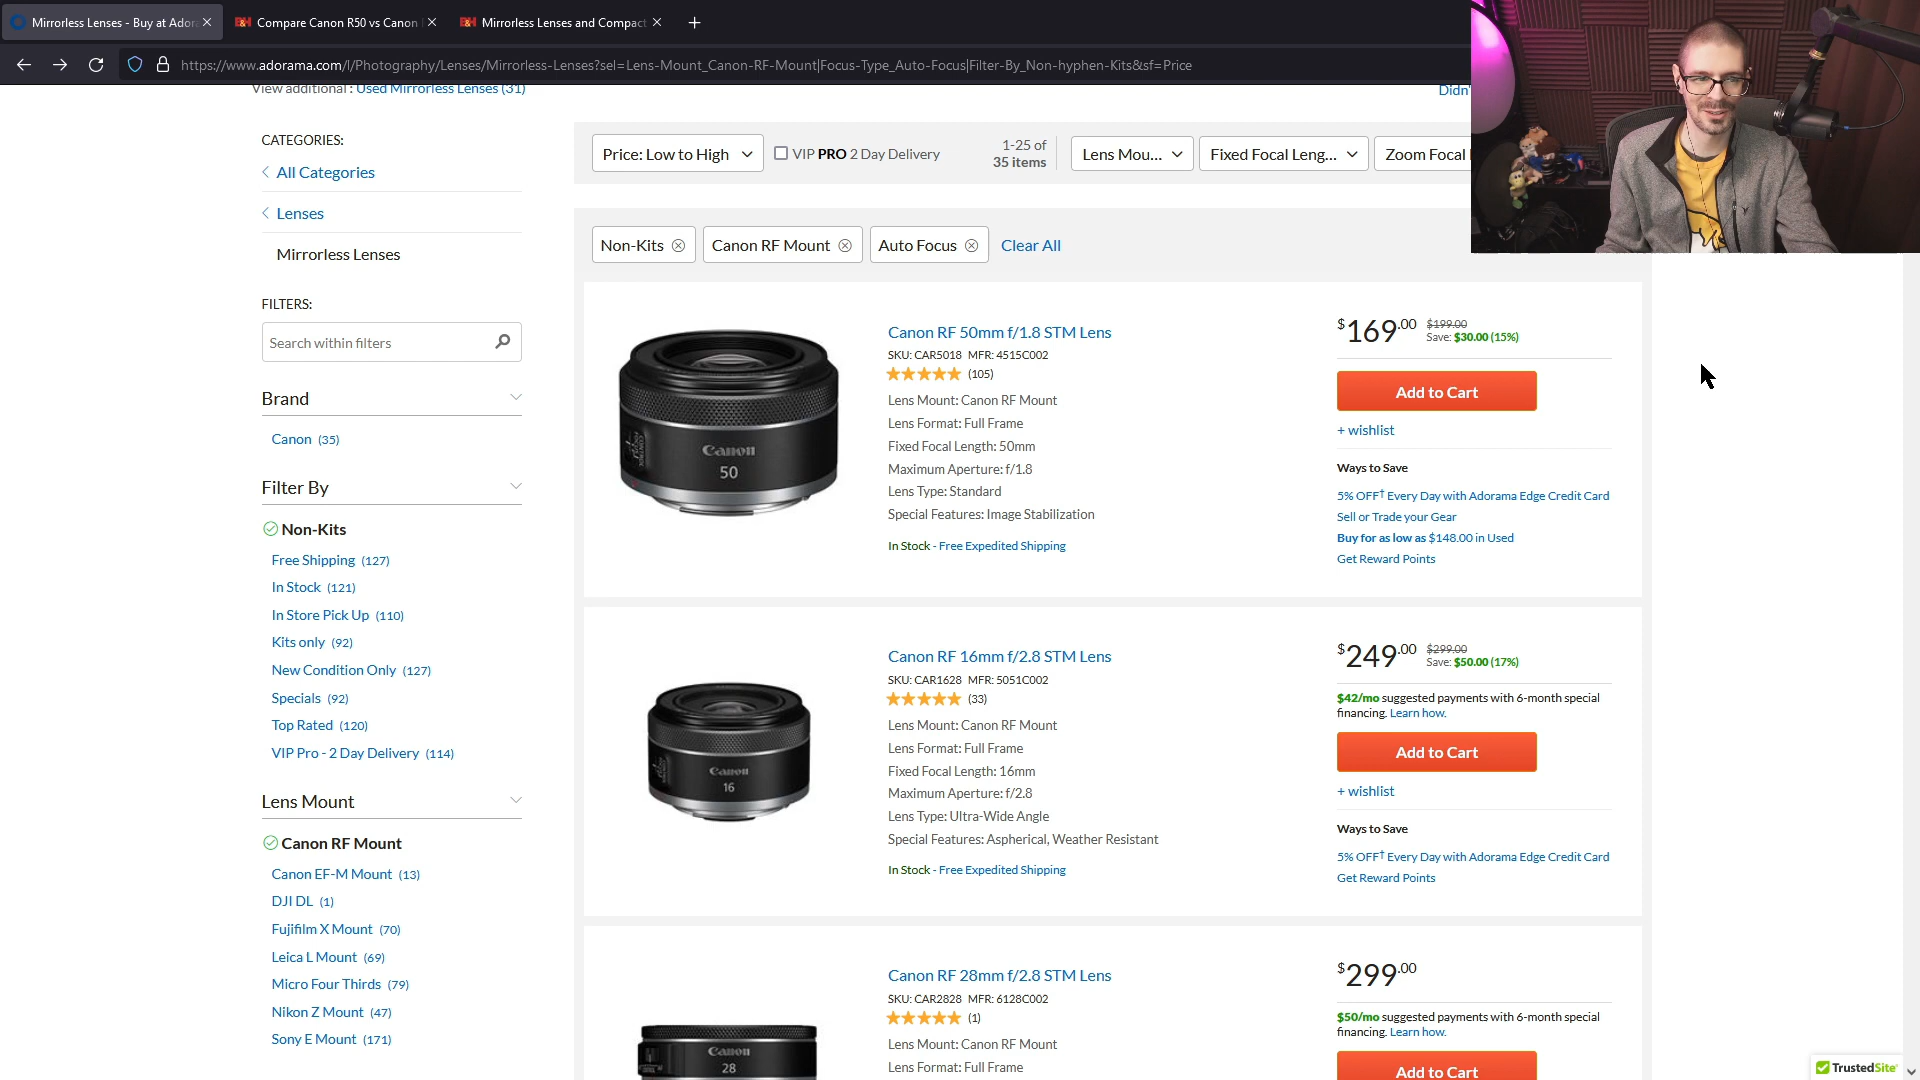 Mirrorless Lenses - Buy at Ador
Compare Canon R50 vs Canon
Mirrorless Lenses and Compact
https://www.adorama.com/l/Photography/Lenses/Mirrorless-Lenses?sel=Lens-Mount_Canon-RF-Mount|Focus-Type_Auto-Focus|Filter-By_Non-hyphen-Kits&sf=Price
View additional : Used Mirrorless Lenses (31)
Didn'
CATEGORIES:
All Categories
Lenses
Mirrorless Lenses
FILTERS:
Search within filters
Brand
Canon (35)
Filter By
Non-Kits
Free Shipping (127)
In Stock (121)
In Store Pick Up (110)
Kits only (92)
New Condition Only (127)
Specials (92)
Top Rated (120)
VIP Pro - 2 Day Delivery (114)
Lens Mount
Canon RF Mount
Canon EF-M Mount (13)
DJI DL (1)
Fujifilm X Mount (70)
Leica L Mount (69)
Micro Four Thirds (79)
Nikon Z Mount (47)
Sony E Mount (171)
Price: Low to High
VIP PRO 2 Day Delivery
1-25 of
35 items
Lens Mou...
Fixed Focal Leng...
Zoom Focal
Non-Kits
Canon RF Mount
Auto Focus
Clear All
Canon
50
Canon RF 50mm f/1.8 STM Lens
SKU: CAR5018 MFR: 4515C002
(105)
Lens Mount: Canon RF Mount
Lens Format: Full Frame
Fixed Focal Length: 50mm
Maximum Aperture: f/1.8
Lens Type: Standard
Special Features: Image Stabilization
In Stock - Free Expedited Shipping
$169.00 $199.00
Save: $30.00 (15%)
Add to Cart
+ wishlist
Ways to Save
5% OFF† Every Day with Adorama Edge Credit Card
Sell or Trade your Gear
Buy for as low as $148.00 in Used
Get Reward Points
Canon
16
Canon RF 16mm f/2.8 STM Lens
SKU: CAR1628 MFR: 5051C002
(33)
Lens Mount: Canon RF Mount
Lens Format: Full Frame
Fixed Focal Length: 16mm
Maximum Aperture: f/2.8
Lens Type: Ultra-Wide Angle
Special Features: Aspherical, Weather Resistant
In Stock - Free Expedited Shipping
$249.00 $299.00
Save: $50.00 (17%)
$42/mo suggested payments with 6-month special
financing. Learn how.
Add to Cart
+ wishlist
Ways to Save
5% OFF† Every Day with Adorama Edge Credit Card
Get Reward Points
Canon
28
Canon RF 28mm f/2.8 STM Lens
SKU: CAR2828 MFR: 6128C002
(1)
Lens Mount: Canon RF Mount
Lens Format: Full Frame
$299.00
$50/mo suggested payments with 6-month special
financing. Learn how.
Add to Cart
TrustedSite